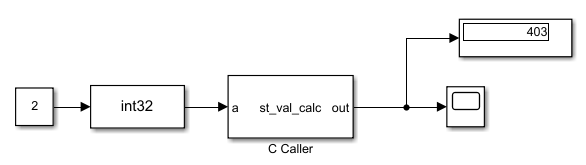 403
2
int32
a st_val_calc out
C Caller